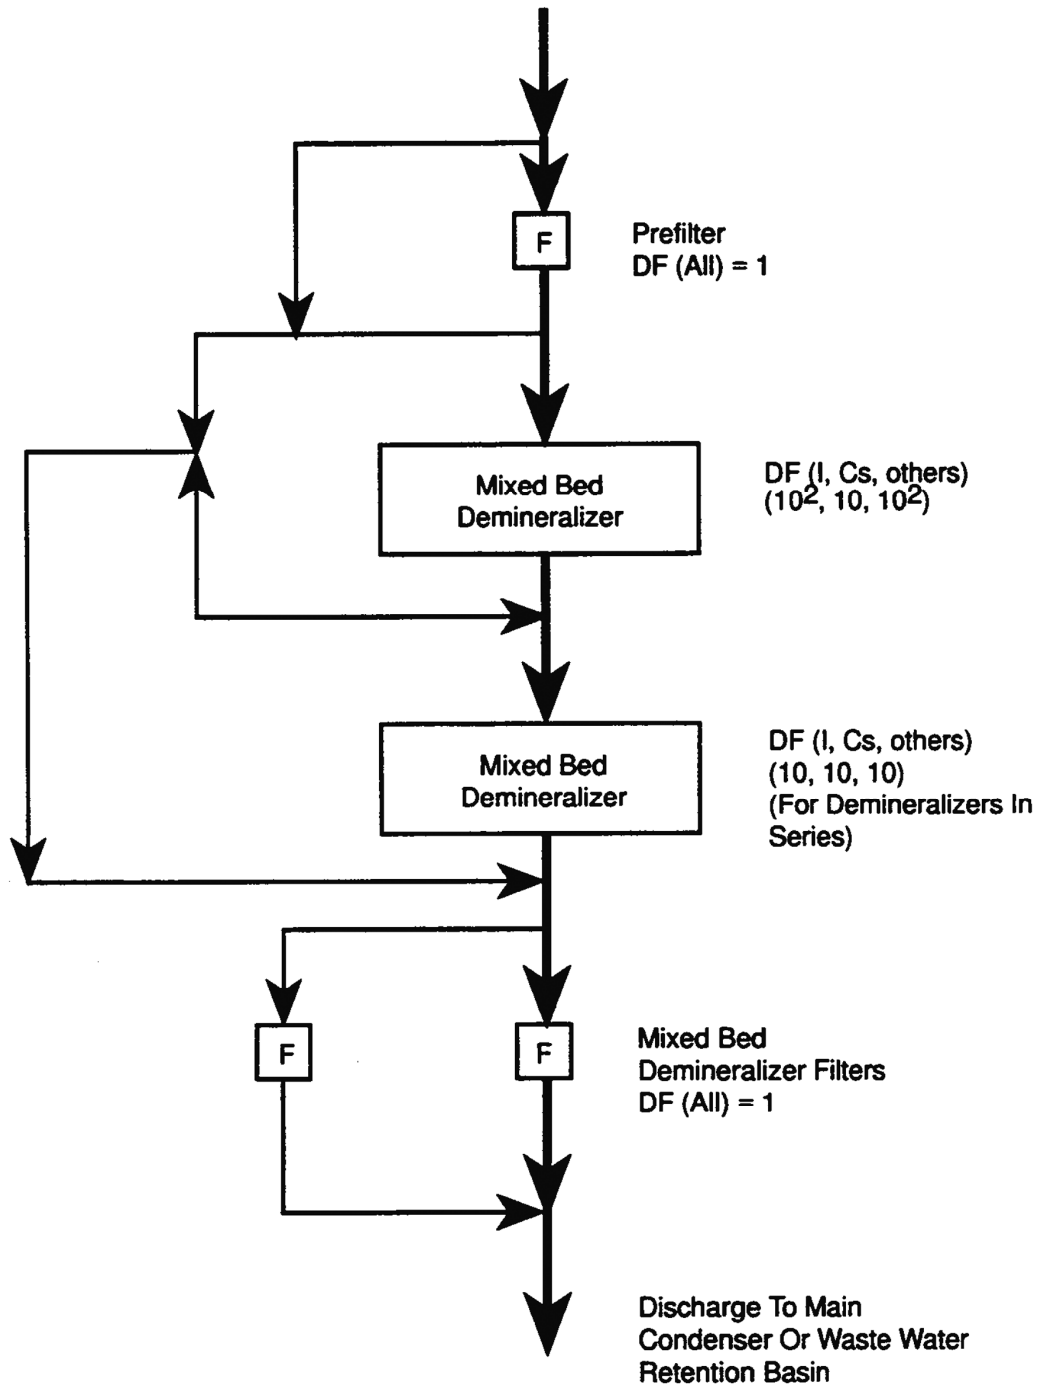 F
Prefilter
DF (All) = 1
Mixed Bed
Demineralizer
DF (I, Cs, others)
(10², 10, 10²)
Mixed Bed
Demineralizer
DF (I, Cs, others)
(10, 10, 10)
(For Demineralizers In
Series)
F
F
Mixed Bed
Demineralizer Filters
DF (All) = 1
Discharge To Main
Condenser Or Waste Water
Retention Basin